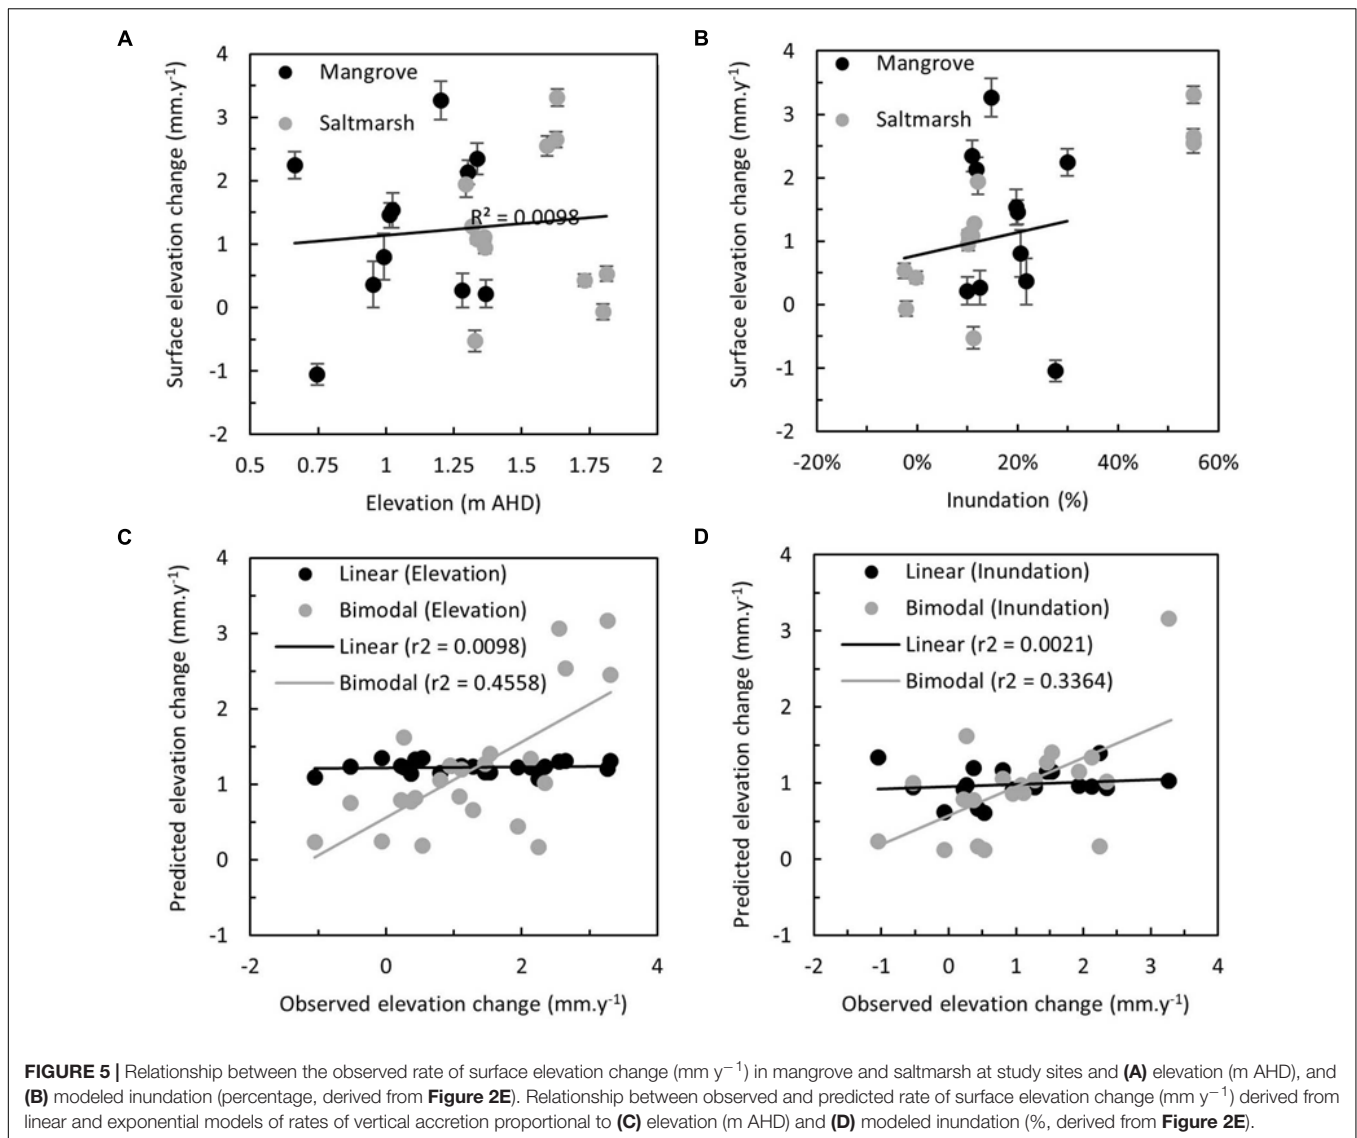 A
Surface elevation change (mm.y⁻¹)
4
3
2
1
0
-1
-2
Mangrove
Saltmarsh
R² = 0.0098
0.5 0.75 1 1.25 1.5 1.75 2
Elevation (m AHD)
B
Surface elevation change (mm.y⁻¹)
4
3
2
1
0
-1
-2
Mangrove
Saltmarsh
-20% 0% 20% 40% 60%
Inundation (%)
C
Predicted elevation change (mm.y⁻¹)
4
3
2
1
0
-1
Linear (Elevation)
Bimodal (Elevation)
Linear (r2 = 0.0098)
Bimodal (r2 = 0.4558)
-2 0 2 4
Observed elevation change (mm.y⁻¹)
D
Predicted elevation change (mm.y⁻¹)
4
3
2
1
0
-1
Linear (Inundation)
Bimodal (Inundation)
Linear (r2 = 0.0021)
Bimodal (r2 = 0.3364)
-2 -1 0 1 2 3 4
Observed elevation change (mm.y⁻¹)
FIGURE 5 | Relationship between the observed rate of surface elevation change (mm y⁻¹) in mangrove and saltmarsh at study sites and (A) elevation (m AHD), and
(B) modeled inundation (percentage, derived from Figure 2E). Relationship between observed and predicted rate of surface elevation change (mm y⁻¹) derived from
linear and exponential models of rates of vertical accretion proportional to (C) elevation (m AHD) and (D) modeled inundation (%, derived from Figure 2E).